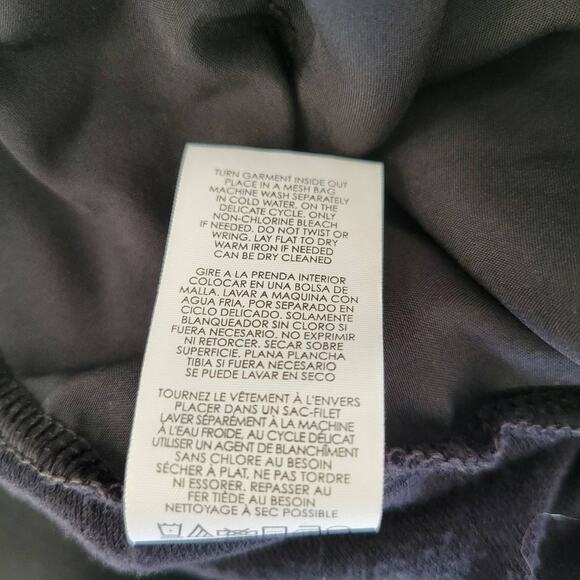 TURN GARMENT INSIDE OUT
PLACE IN A MESH BAG
MACHINE WASH SEPARATELY
IN COLD WATER, ON THE
DELICATE CYCLE, ONLY
NON-CHLORINE BLEACH
IF NEEDED. DO NOT TWIST OR
WRING. LAY FLAT TO DRY
WARM IRON IF NEEDED
CAN BE DRY CLEANED
GIRE A LA PRENDA INTERIOR
COLOCAR EN UNA BOLSA DE
MALLA. LAVAR A MAQUINA CON
AGUA FRIA, POR SEPARADO EN
CICLO DELICADO. SOLAMENTE
BLANQUEADOR SIN CLORO SI
FUERA NECESARIO. NO EXPRIMIR
NI RETORCER. SECAR SOBRE
SUPERFICIE. PLANA PLANCHA
TIBIA SI FUERA NECESARIO
SE PUEDE LAVAR EN SECO
TOURNEZ LE VÊTEMENT À L'ENVERS
PLACER DANS UN SAC-FILET
LAVER SÉPARÉMENT À LA MACHINE
À L'EAU FROIDE, AU CYCLE DÉLICAT
UTILISER UN AGENT DE BLANCHIMENT
SANS CHLORE AU BESOIN
SÉCHER À PLAT, NE PAS TORDRE
NI ESSORER. REPASSER AU
FER TIÈDE AU BESOIN
NETTOYAGE À SEC POSSIBLE